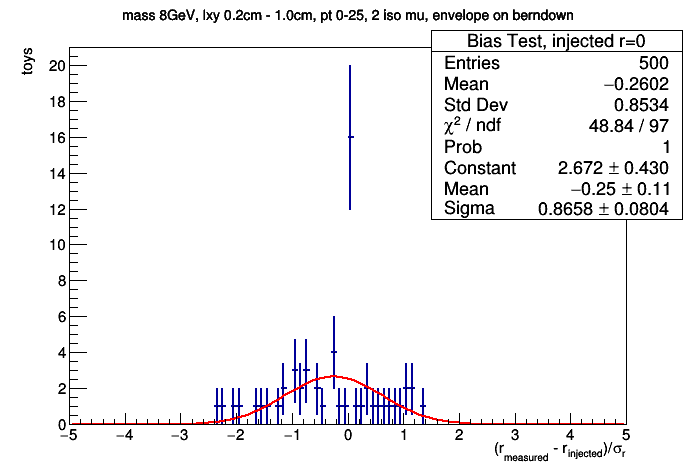 mass 8GeV, lxy 0.2cm - 1.0cm, pt 0-25, 2 iso mu, envelope on berndown
toys
Bias Test, injected r=0
Entries 500
Mean −0.2602
Std Dev 0.8534
χ² / ndf 48.84 / 97
Prob 1
Constant 2.672 ± 0.430
Mean −0.25 ± 0.11
Sigma 0.8658 ± 0.0804
20
18
16
14
12
10
8
6
4
2
0
−5 −4 −3 −2 −1 0 1 2 3 4 5
(r_measured - r_injected)/σ_r